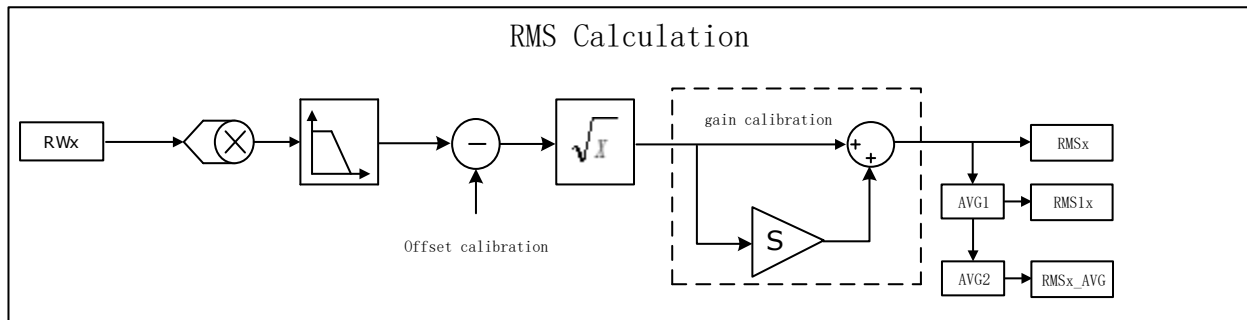 RMS Calculation
RWx
√X
gain calibration
RMSx
Offset calibration
S
AVG1
RMS1x
AVG2
RMSx_AVG